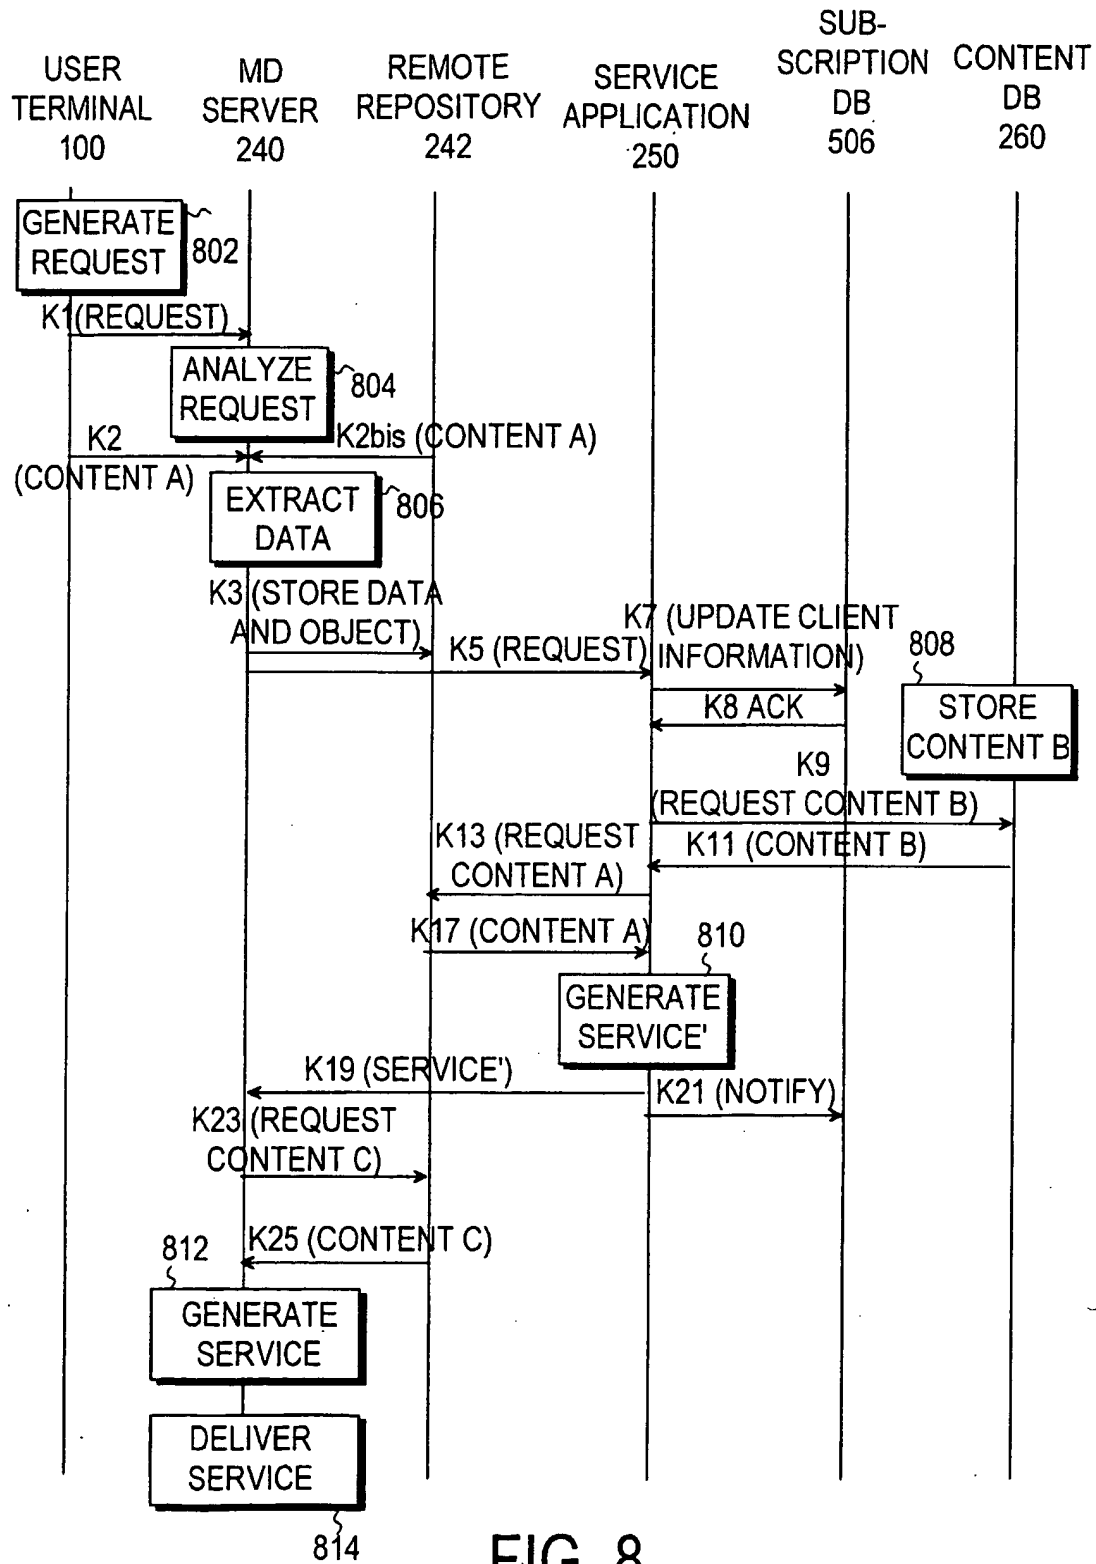 USER
TERMINAL
100
MD
SERVER
240
REMOTE
REPOSITORY
242
SERVICE
APPLICATION
250
SUB-
SCRIPTION
DB
506
CONTENT
DB
260
GENERATE
REQUEST
802
K1(REQUEST)
ANALYZE
REQUEST
804
K2
(CONTENT A)
K2bis (CONTENT A)
EXTRACT
DATA
806
K3 (STORE DATA
AND OBJECT)
K5 (REQUEST)
K7 (UPDATE CLIENT
INFORMATION)
K8 ACK
808
STORE
CONTENT B
K9
(REQUEST CONTENT B)
K11 (CONTENT B)
K13 (REQUEST
CONTENT A)
K17 (CONTENT A)
810
GENERATE
SERVICE'
K19 (SERVICE')
K21 (NOTIFY)
K23 (REQUEST
CONTENT C)
K25 (CONTENT C)
812
GENERATE
SERVICE
DELIVER
SERVICE
814
FIG. 8